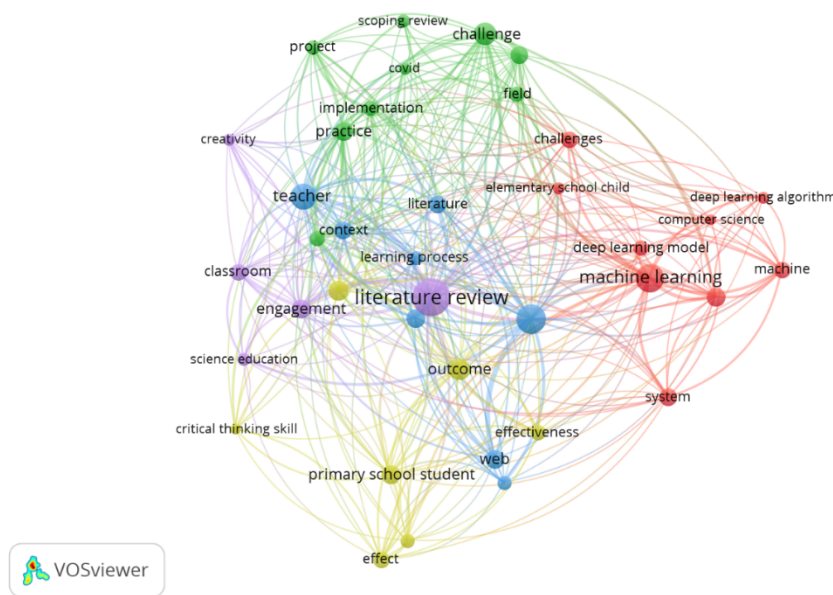 scoping review
challenge
project
covid
field
implementation
practice
creativity
challenges
elementary school child
teacher
literature
deep learning algorithm
computer science
context
learning process
deep learning model
classroom
machine
machine learning
literature review
engagement
science education
outcome
system
critical thinking skill
effectiveness
web
primary school student
effect
VOSviewer